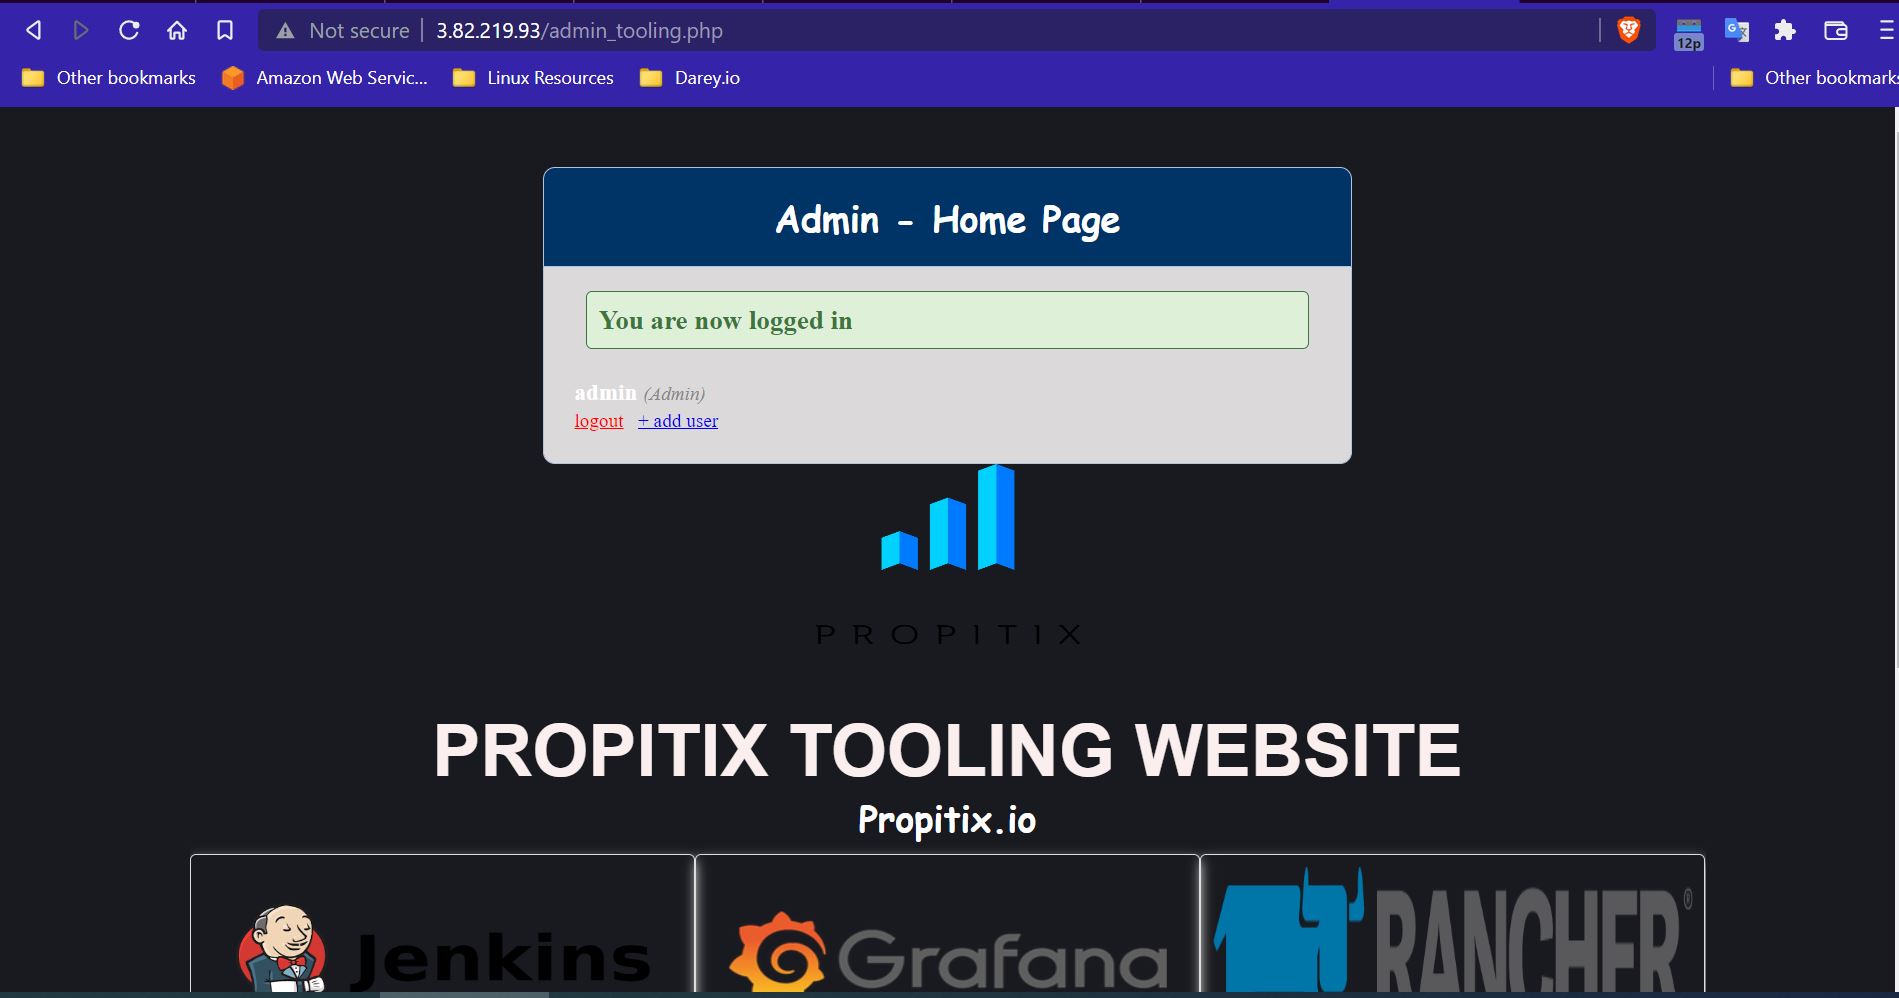 Not secure 3.82.219.93/admin_tooling.php 12p G
Other bookmarks Amazon Web Servic... Linux Resources Darey.io Other bookmarks
Admin - Home Page
You are now logged in
admin (Admin)
logout + add user
PROPITIX
PROPITIX TOOLING WEBSITE
Propitix.io
Jenkins Grafana RANCHER®